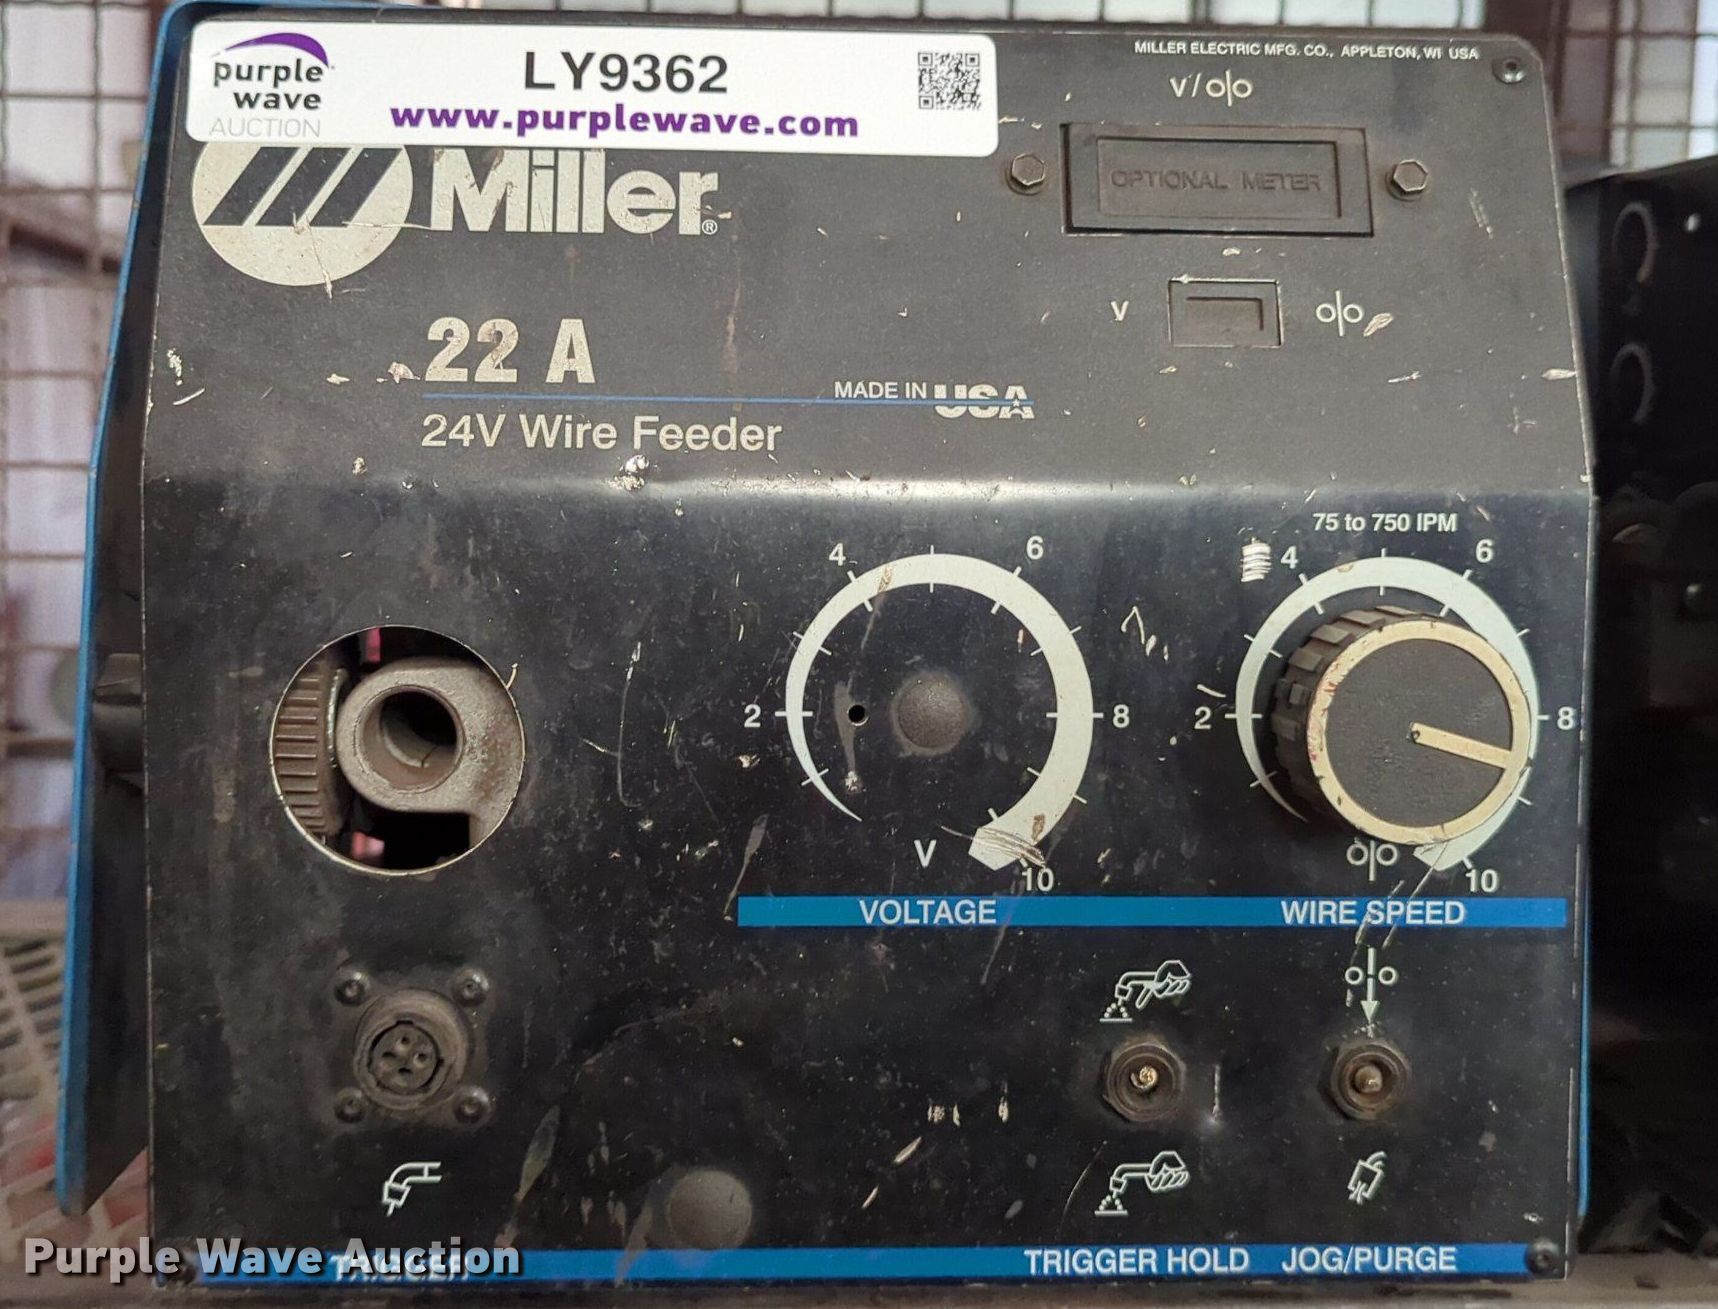 purple
wave
AUCTION
LY9362
www.purplewave.com
MILLER ELECTRIC MFG. CO., APPLETON, WI USA
V/
OPTIONAL METER
Miller®
V
22 A
MADE IN USA
24V Wire Feeder
75 to 750 IPM
4 6
2 8
V 10
4 6
2 8
10
VOLTAGE WIRE SPEED
TRIGGER
TRIGGER HOLD JOG/PURGE
Purple Wave Auction